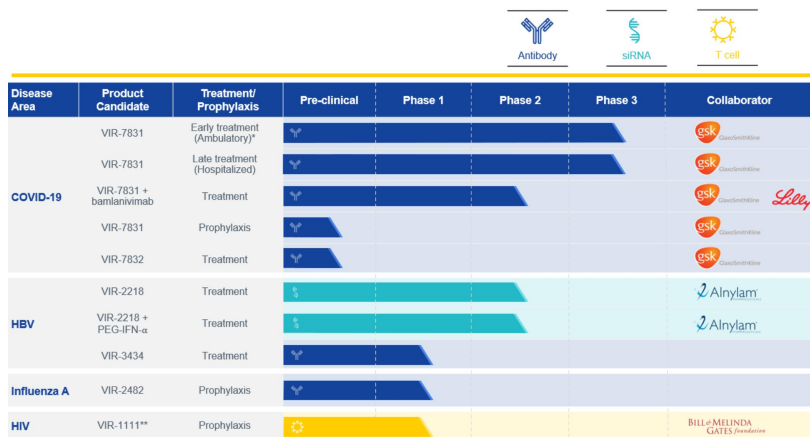 Antibody
siRNA
T cell
Disease Area
Product Candidate
Treatment/ Prophylaxis
Pre-clinical
Phase 1
Phase 2
Phase 3
Collaborator
COVID-19
VIR-7831
Early treatment
(Ambulatory)*
gsk
GlaxoSmithKline
VIR-7831
Late treatment
(Hospitalized)
gsk
GlaxoSmithKline
VIR-7831 +
bamlanivimab
Treatment
gsk
GlaxoSmithKline
Lilly
VIR-7831
Prophylaxis
gsk
GlaxoSmithKline
VIR-7832
Treatment
gsk
GlaxoSmithKline
HBV
VIR-2218
Treatment
Alnylam
VIR-2218 +
PEG-IFN-α
Treatment
Alnylam
VIR-3434
Treatment
Influenza A
VIR-2482
Prophylaxis
HIV
VIR-1111**
Prophylaxis
BILL & MELINDA
GATES foundation